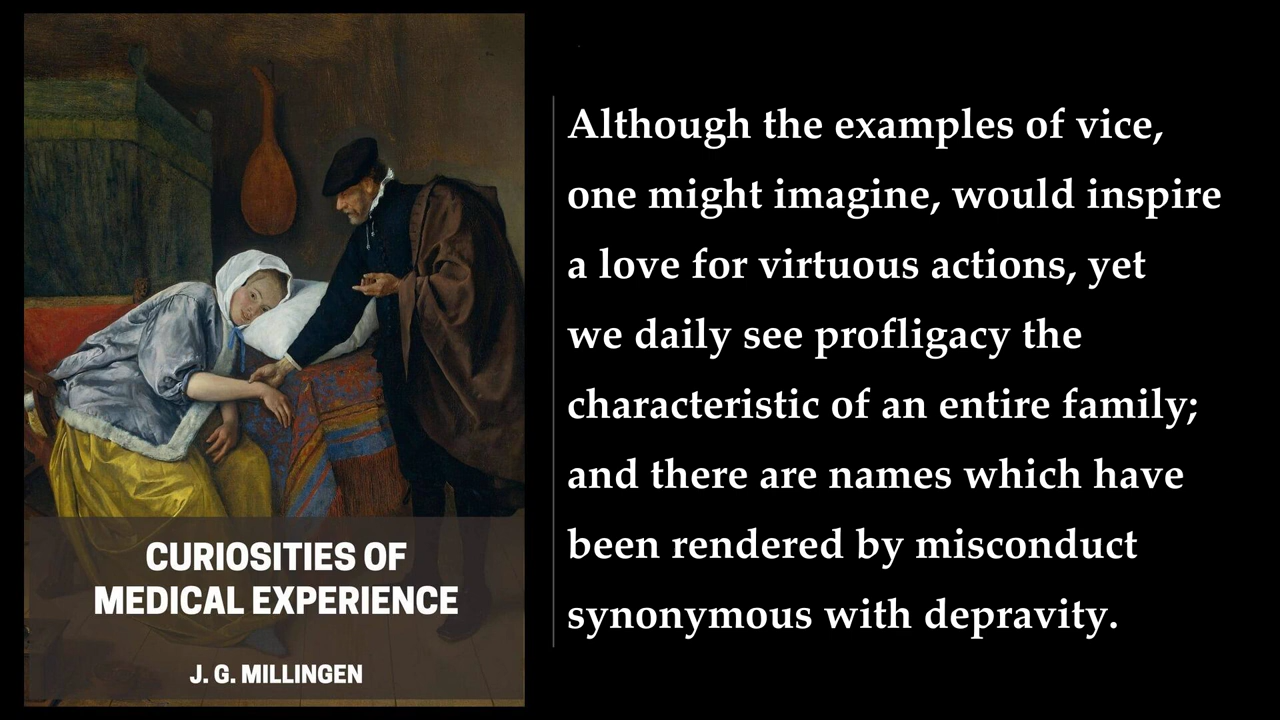 CURIOSITIES OF
MEDICAL EXPERIENCE
J. G. MILLINGEN
Although the examples of vice,
one might imagine, would inspire
a love for virtuous actions, yet
we daily see profligacy the
characteristic of an entire family;
and there are names which have
been rendered by misconduct
synonymous with depravity.